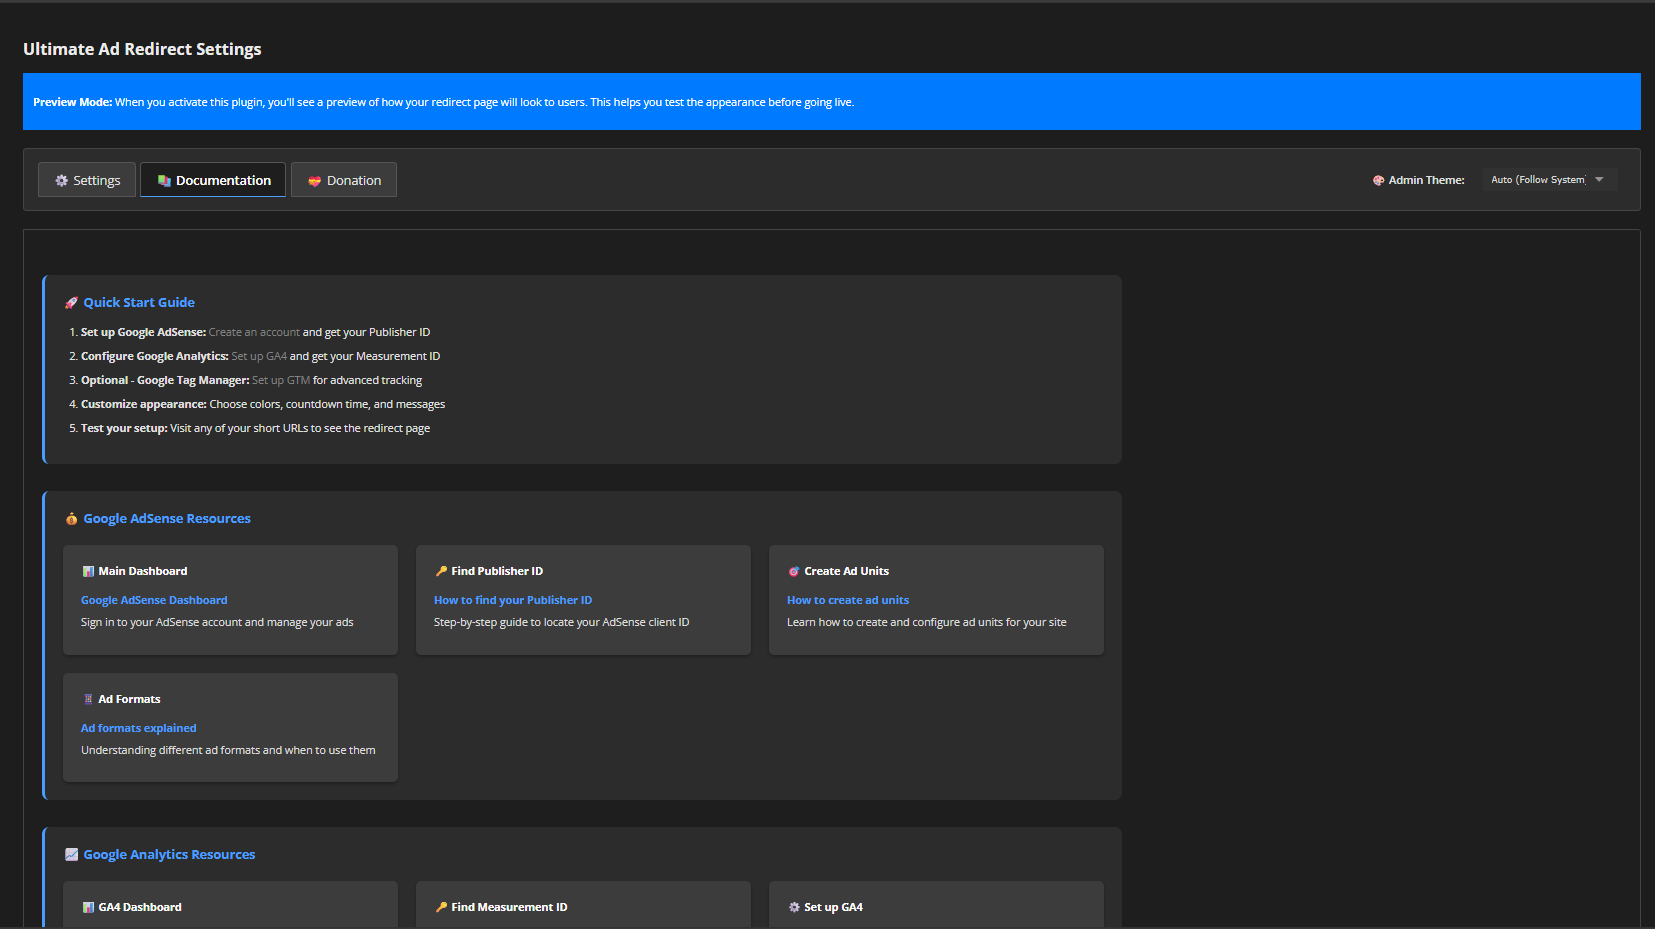 Ultimate Ad Redirect Settings
Preview Mode: When you activate this plugin, you'll see a preview of how your redirect page will look to users. This helps you test the appearance before going live.
Settings
Documentation
Donation
Admin Theme:
Auto (Follow System)
Quick Start Guide
1. Set up Google AdSense: Create an account and get your Publisher ID
2. Configure Google Analytics: Set up GA4 and get your Measurement ID
3. Optional - Google Tag Manager: Set up GTM for advanced tracking
4. Customize appearance: Choose colors, countdown time, and messages
5. Test your setup: Visit any of your short URLs to see the redirect page
Google AdSense Resources
Main Dashboard
Google AdSense Dashboard
Sign in to your AdSense account and manage your ads
Find Publisher ID
How to find your Publisher ID
Step-by-step guide to locate your AdSense client ID
Create Ad Units
How to create ad units
Learn how to create and configure ad units for your site
Ad Formats
Ad formats explained
Understanding different ad formats and when to use them
Google Analytics Resources
GA4 Dashboard
Find Measurement ID
Set up GA4